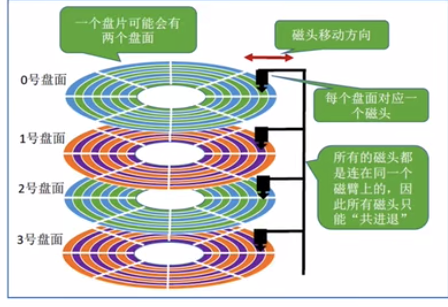 一个盘片可能会有
两个盘面
磁头移动方向
0号盘面
每个盘面对应一
个磁头
1号盘面
所有的磁头都
是连在同一个
磁臂上的，因
此所有磁头只
能“共进退”
2号盘面
3号盘面